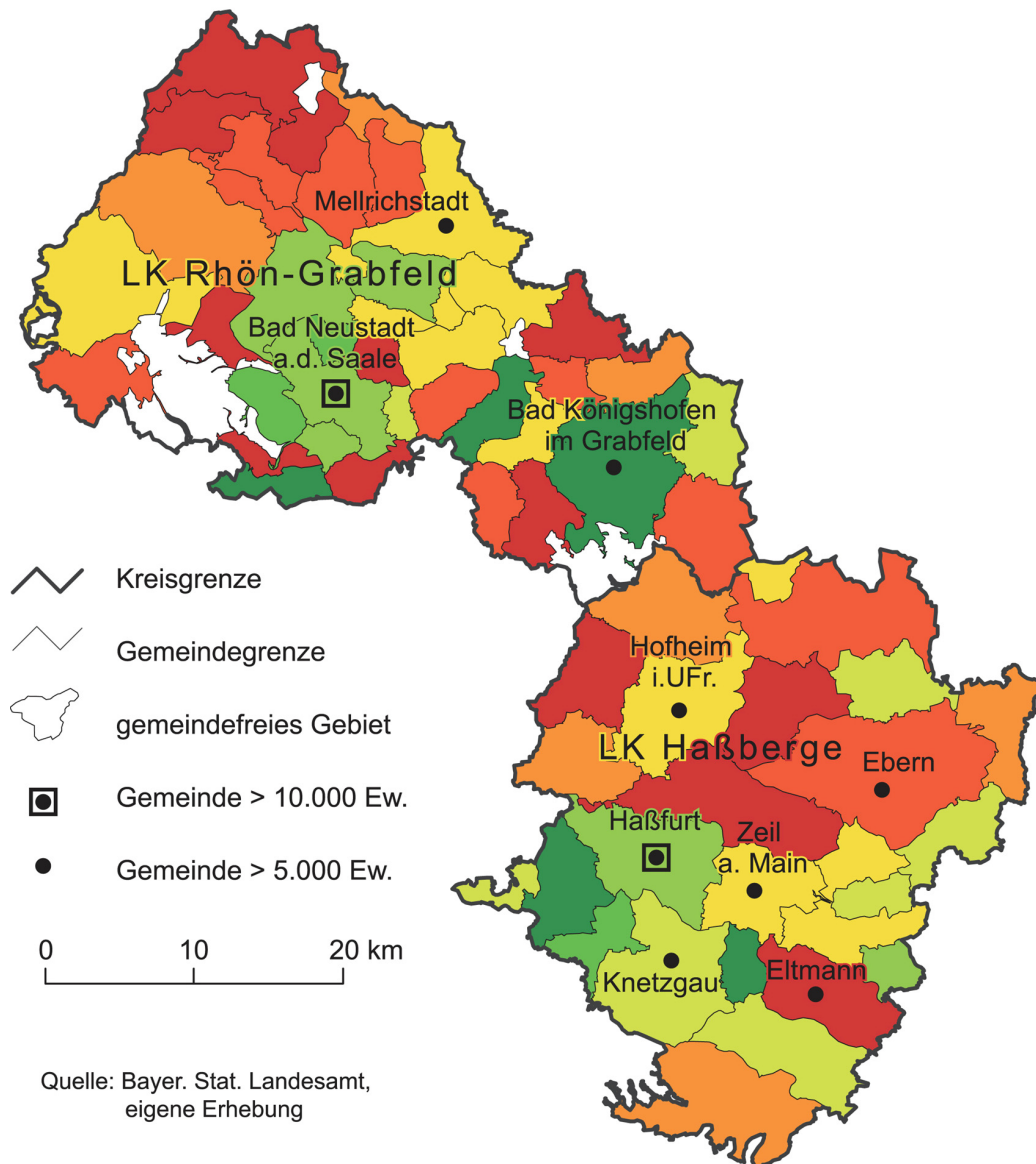 Mellrichstadt
LK Rhön-Grabfeld
Bad Neustadt
a.d. Saale
Bad Königshofen
im Grabfeld
Kreisgrenze
Gemeindegrenze
gemeindefreies Gebiet
Gemeinde > 10.000 Ew.
Gemeinde > 5.000 Ew.
0 10 20 km
Quelle: Bayer. Stat. Landesamt,
eigene Erhebung
Hofheim
i.UFr.
LK Haßberge
Ebern
Haßfurt
Zeil
a. Main
Knetzgau
Eltmann